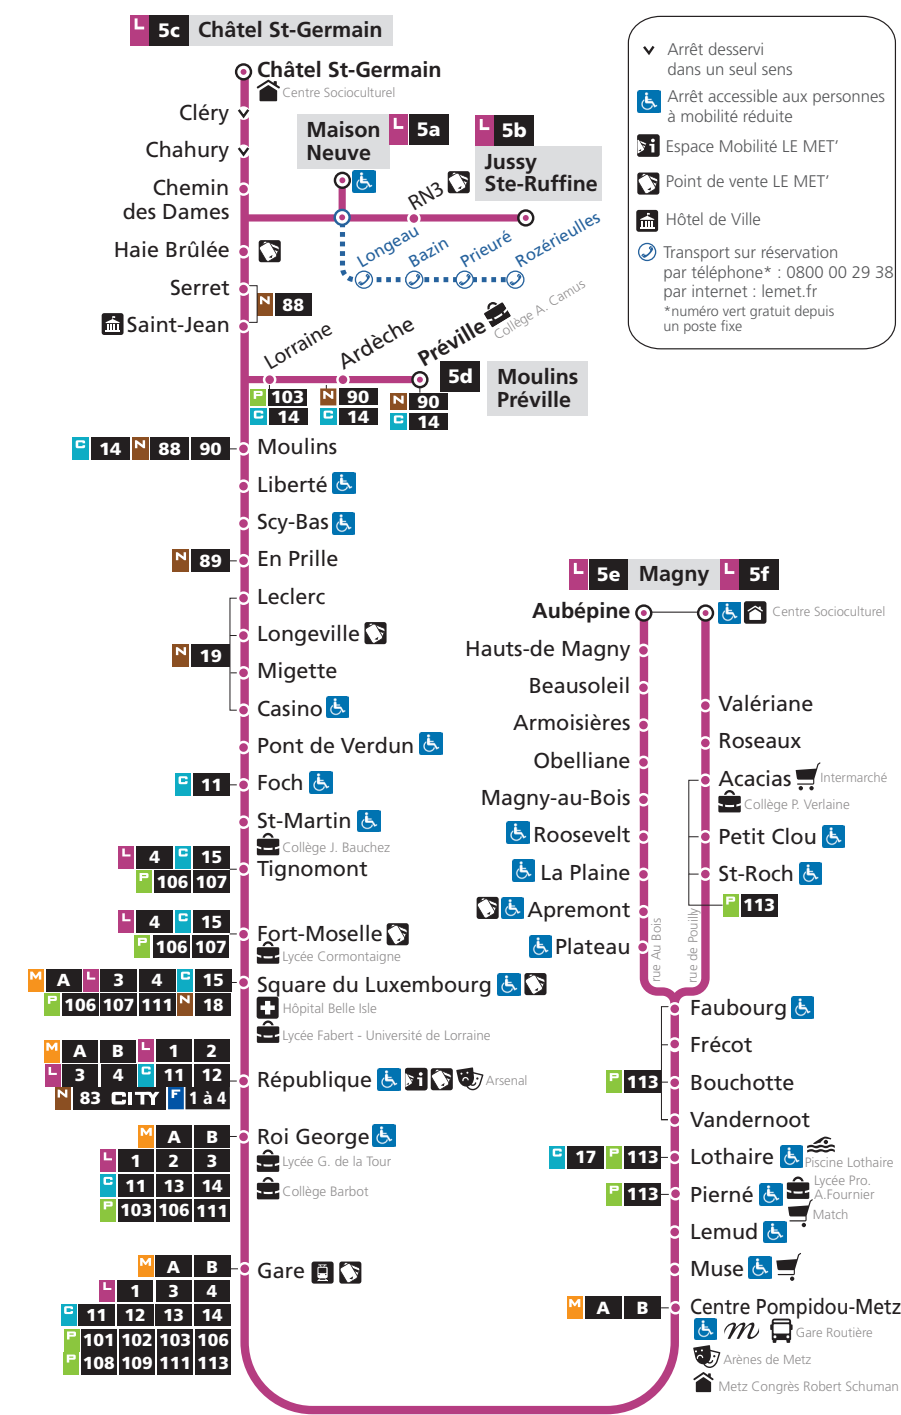 L 5c Châtel St-Germain
Châtel St-Germain
Centre Socioculturel
Cléry
Chahury
Chemin
des Dames
Haie Brûlée
Serret
N 88
Saint-Jean
Maison
Neuve
L 5a
L 5b
Jussy
Ste-Ruffine
RN3
Longeau
Bazin
Prieuré
Rozérieulles
Arrêt desservi
dans un seul sens
Arrêt accessible aux personnes
à mobilité réduite
i Espace Mobilité LE MET'
Point de vente LE MET'
Hôtel de Ville
Transport sur réservation
par téléphone* : 0800 00 29 38
par internet : lemet.fr
*numéro vert gratuit depuis
un poste fixe
Lorraine
Ardèche
Préville
Collège A. Camus
P 103
C 14
N 90
C 14
N 90
C 14
5d
Moulins
Préville
C 14 N 88 90
Moulins
Liberté
Scy-Bas
N 89
En Prille
Leclerc
Longeville
N 19
Migette
Casino
Pont de Verdun
C 11
Foch
St-Martin
Collège J. Bauchez
L 4 C 15
P 106 107
Tignomont
L 4 C 15
P 106 107
Fort-Moselle
Lycée Cormontaigne
M A L 3 4 C 15
P 106 107 111 N 18
Square du Luxembourg
Hôpital Belle Isle
Lycée Fabert - Université de Lorraine
M A B L 1 2
L 3 4 C 11 12
N 83 CITY F 1 à 4
République
i
Arsenal
M A B
L 1 2 3
C 11 13 14
P 103 106 111
Roi George
Lycée G. de la Tour
Collège Barbot
M A B
L 1 3 4
C 11 12 13 14
P 101 102 103 106
P 108 109 111 113
Gare
L 5e Magny L 5f
Aubépine
Centre Socioculturel
Hauts-de Magny
Beausoleil
Armoisières
Obelliane
Magny-au-Bois
Roosevelt
La Plaine
Apremont
Plateau
rue Au Bois
rue de Pouilly
Valériane
Roseaux
Acacias
Intermarché
Collège P. Verlaine
Petit Clou
St-Roch
P 113
Faubourg
Frécot
P 113
Bouchotte
Vandernoot
C 17 P 113
Lothaire
Piscine Lothaire
P 113
Pierné
Lycée Pro.
A.Fournier
Match
Lemud
Muse
M A B
Centre Pompidou-Metz
m
Gare Routière
Arènes de Metz
Metz Congrès Robert Schuman